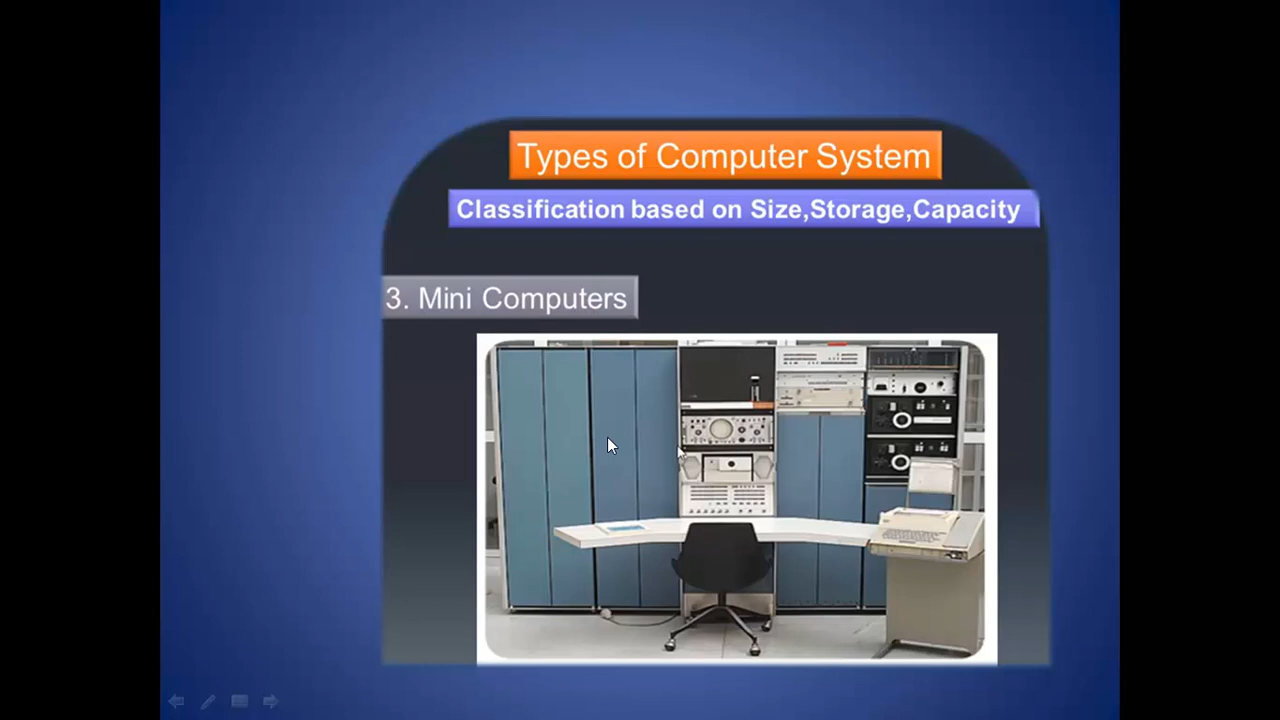 Types of Computer System
Classification based on Size,Storage,Capacity
3. Mini Computers